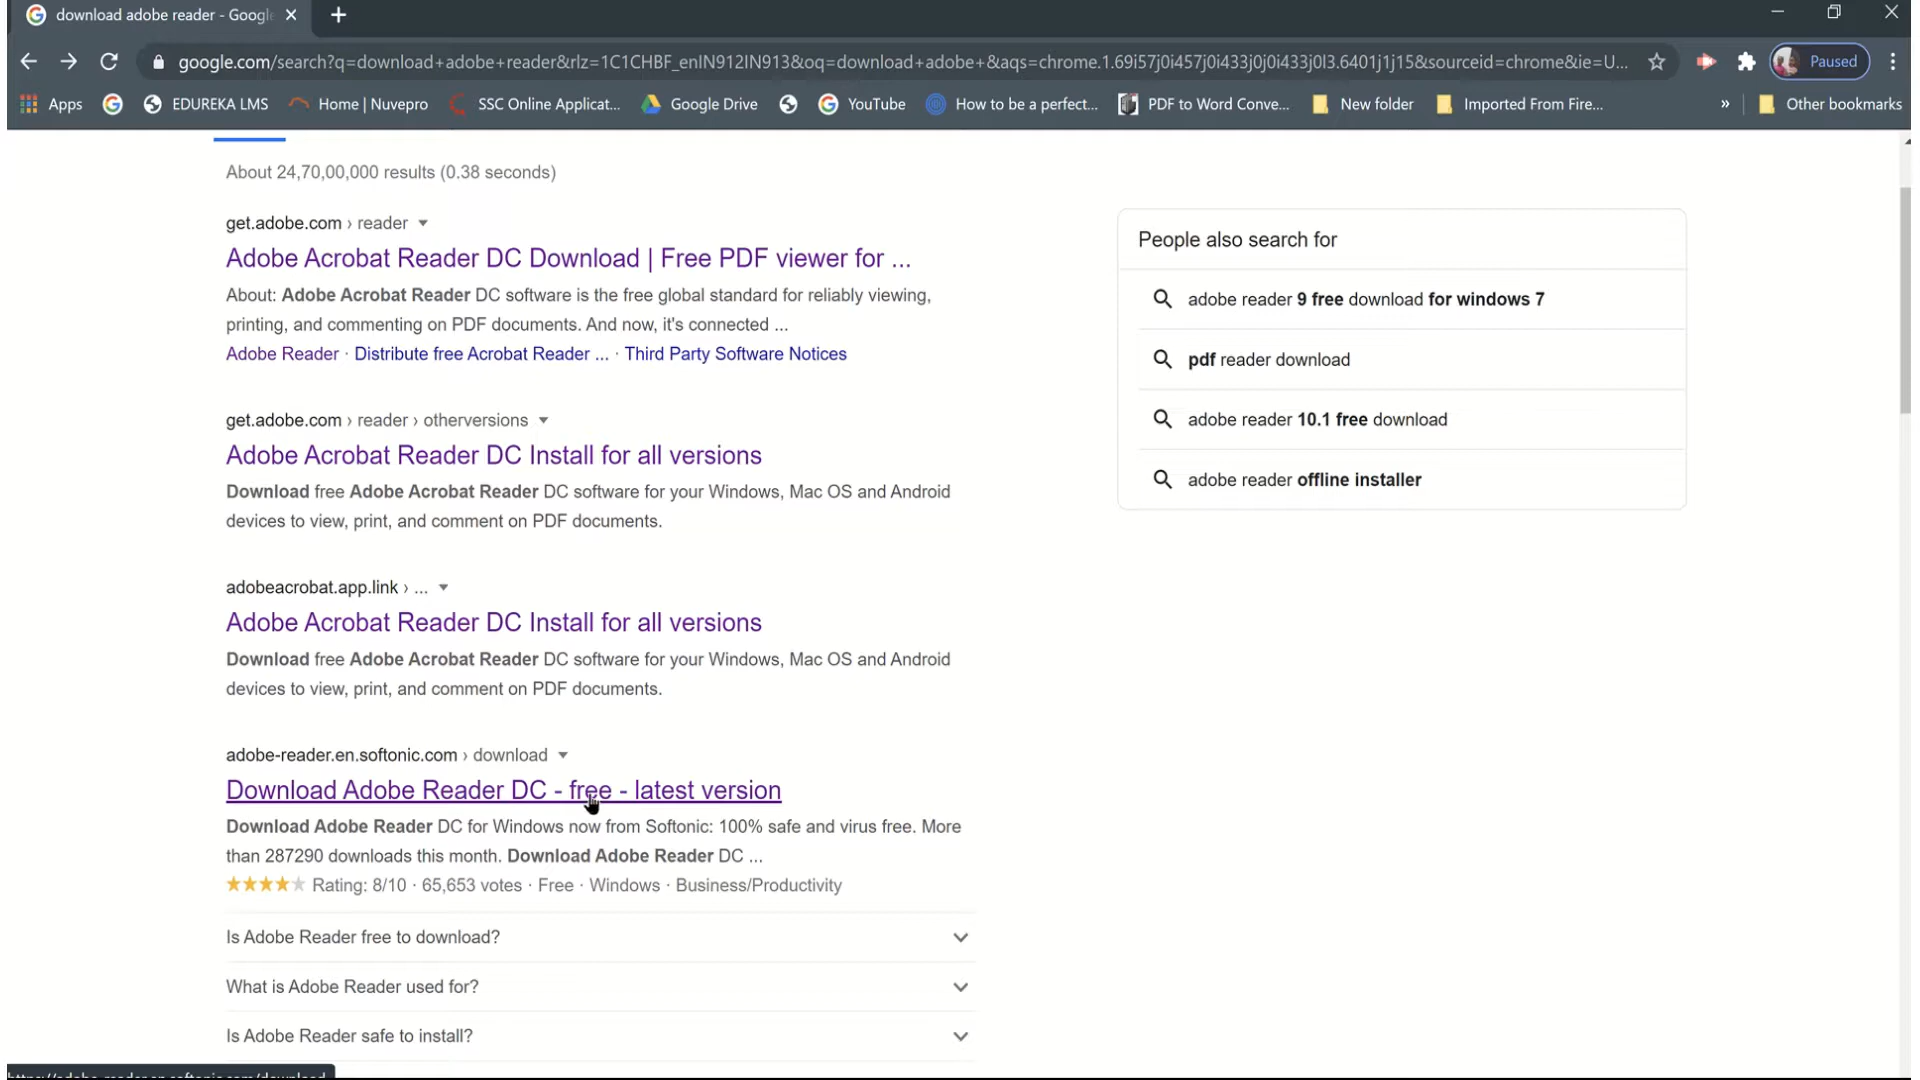 download adobe reader - Google
google.com/search?q=download+adobe+reader&rlz=1C1CHBF_enIN912IN913&oq=download+adobe+&aqs=chrome.1.69i57j0i457j0i433j0j0i433j0l3.6401j1j15&sourceid=chrome&ie=U...
Paused
Apps EDUREKA LMS Home | Nuvepro SSC Online Applicat... Google Drive YouTube How to be a perfect... PDF to Word Conve... New folder Imported From Fire... » Other bookmarks
About 24,70,00,000 results (0.38 seconds)
get.adobe.com › reader
Adobe Acrobat Reader DC Download | Free PDF viewer for ...
About: Adobe Acrobat Reader DC software is the free global standard for reliably viewing,
printing, and commenting on PDF documents. And now, it's connected ...
Adobe Reader · Distribute free Acrobat Reader ... · Third Party Software Notices
get.adobe.com › reader › otherversions
Adobe Acrobat Reader DC Install for all versions
Download free Adobe Acrobat Reader DC software for your Windows, Mac OS and Android
devices to view, print, and comment on PDF documents.
adobeacrobat.app.link › ...
Adobe Acrobat Reader DC Install for all versions
Download free Adobe Acrobat Reader DC software for your Windows, Mac OS and Android
devices to view, print, and comment on PDF documents.
adobe-reader.en.softonic.com › download
Download Adobe Reader DC - free - latest version
Download Adobe Reader DC for Windows now from Softonic: 100% safe and virus free. More
than 287290 downloads this month. Download Adobe Reader DC ...
Rating: 8/10 · 65,653 votes · Free · Windows · Business/Productivity
Is Adobe Reader free to download?
What is Adobe Reader used for?
Is Adobe Reader safe to install?
People also search for
adobe reader 9 free download for windows 7
pdf reader download
adobe reader 10.1 free download
adobe reader offline installer